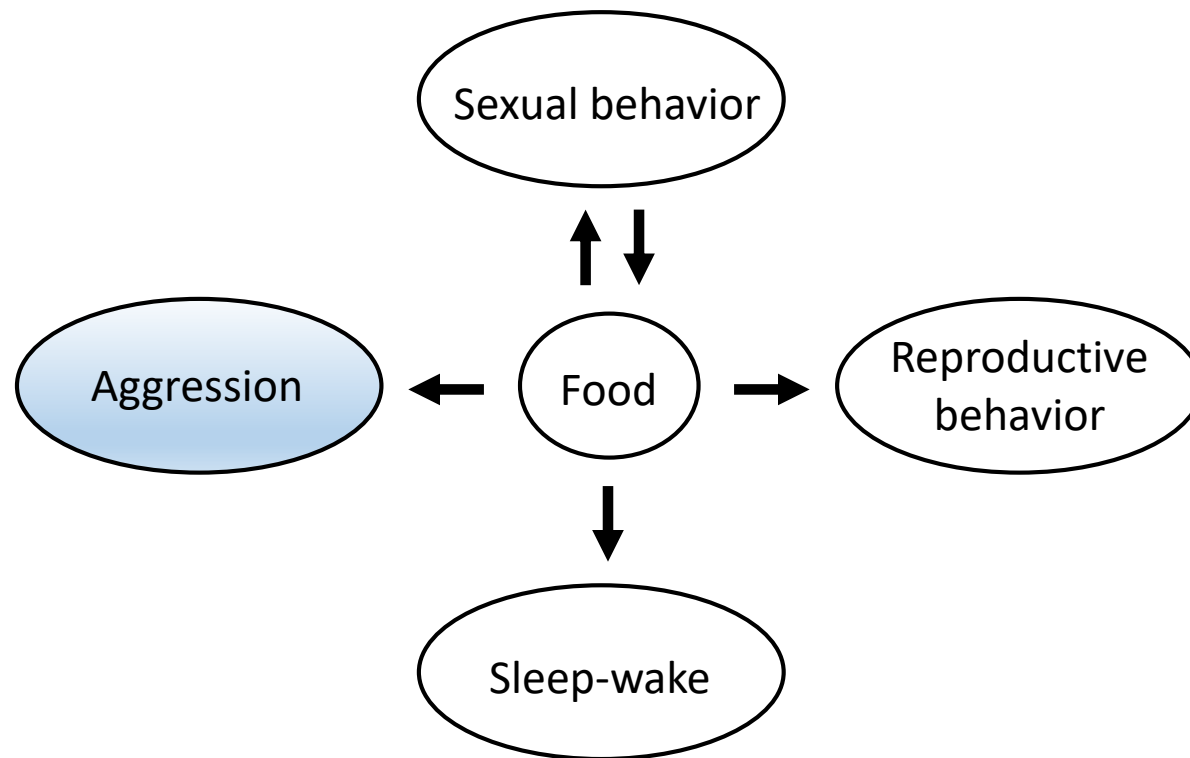 Sexual behavior
Aggression
Food
Reproductive
behavior
Sleep-wake